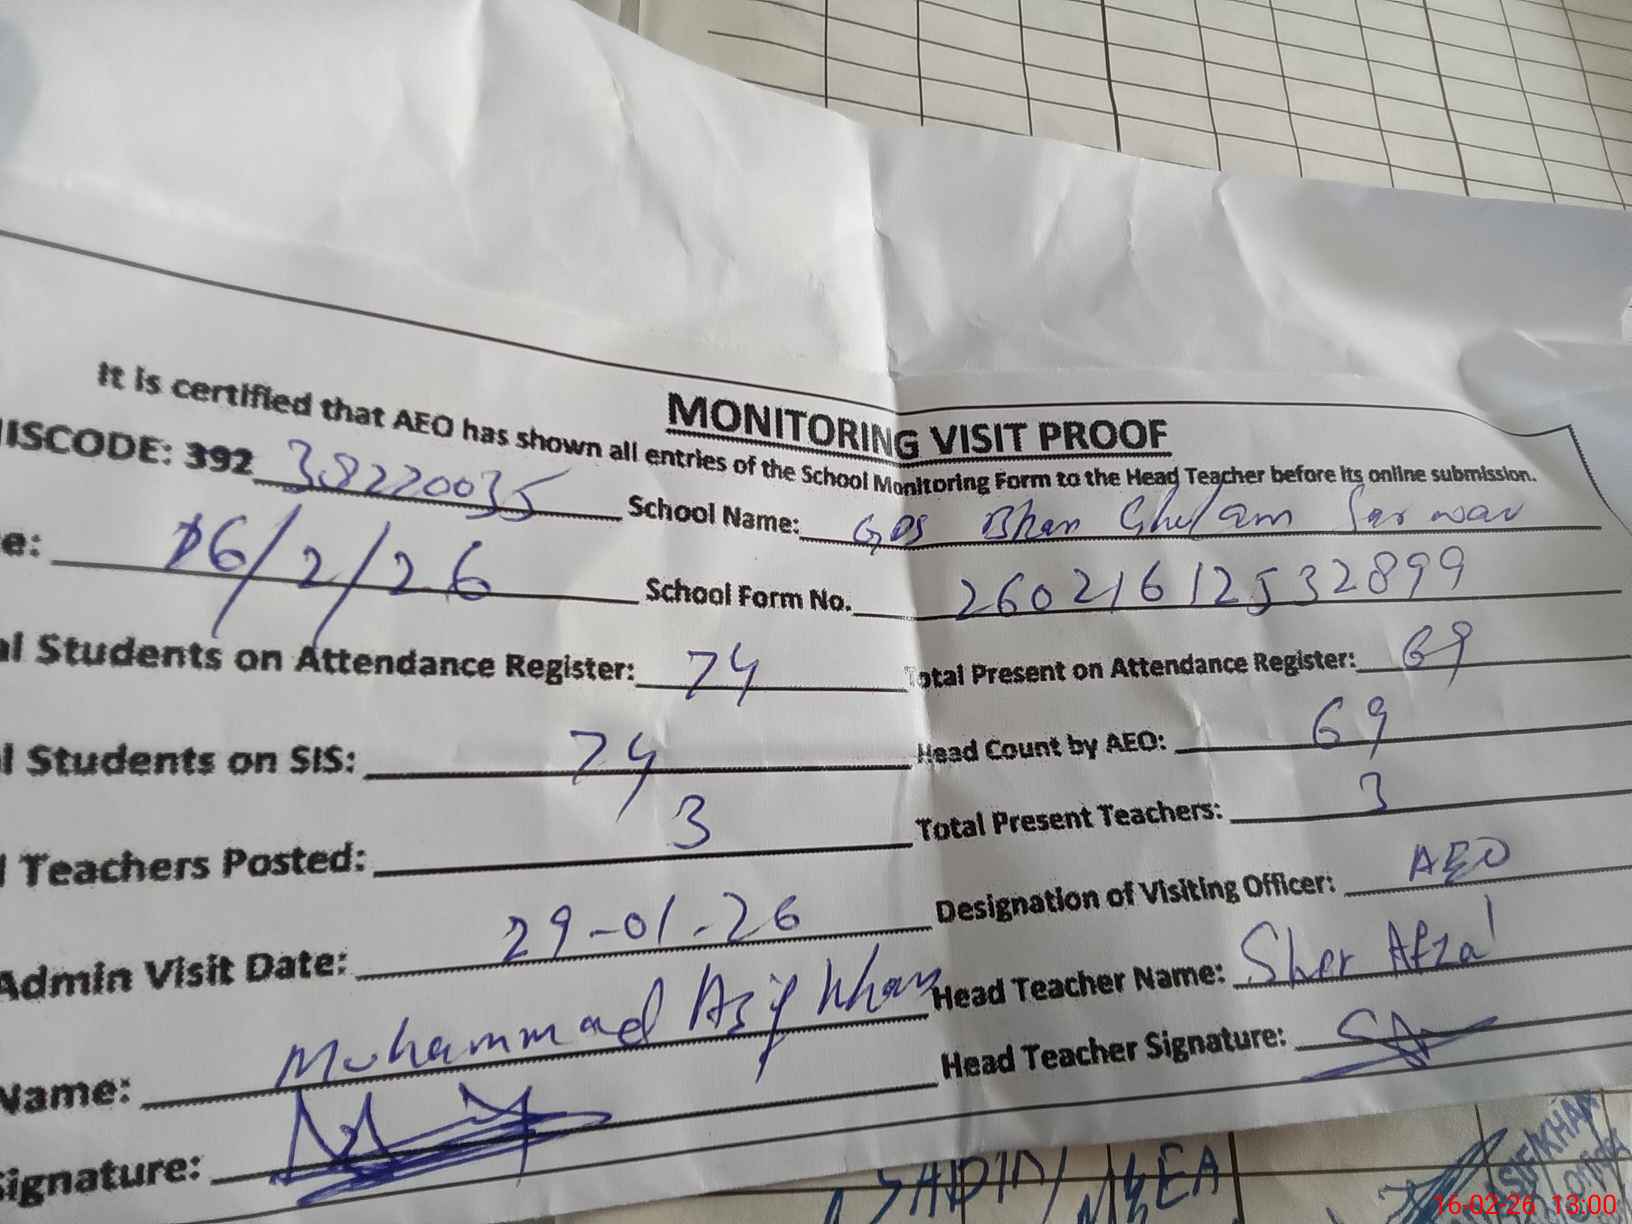 MONITORING VISIT PROOF
It is certified that AEO has shown all entries of the School Monitoring Form to the Head Teacher before its online submission.
ISCODE: 392 38220035 School Name: GPS Bhan Ghulam Sarwar
e: 16/2/26 School Form No. 260216125532899
al Students on Attendance Register: 74 Total Present on Attendance Register: 69
l Students on SIS: 74 Head Count by AEO: 69
l Teachers Posted: 3 Total Present Teachers: 3
Admin Visit Date: 29-01-26 Designation of Visiting Officer: AEO
Name: Muhammad Asif Khan Head Teacher Name: Sher Afzal
Signature: Head Teacher Signature: SA
16-02-26 13:00